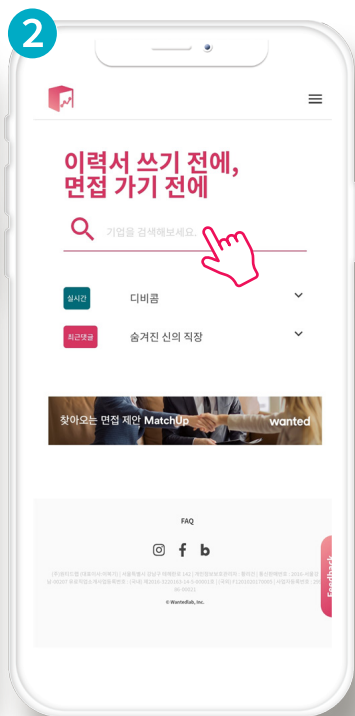 2
이력서 쓰기 전에,
면접 가기 전에
기업을 검색해보세요.
실시간 디비콤
최근댓글 숨겨진 신의 직장
찾아오는 면접 제안 MatchUp wanted
FAQ
Feedback
© Wantedlab, Inc.